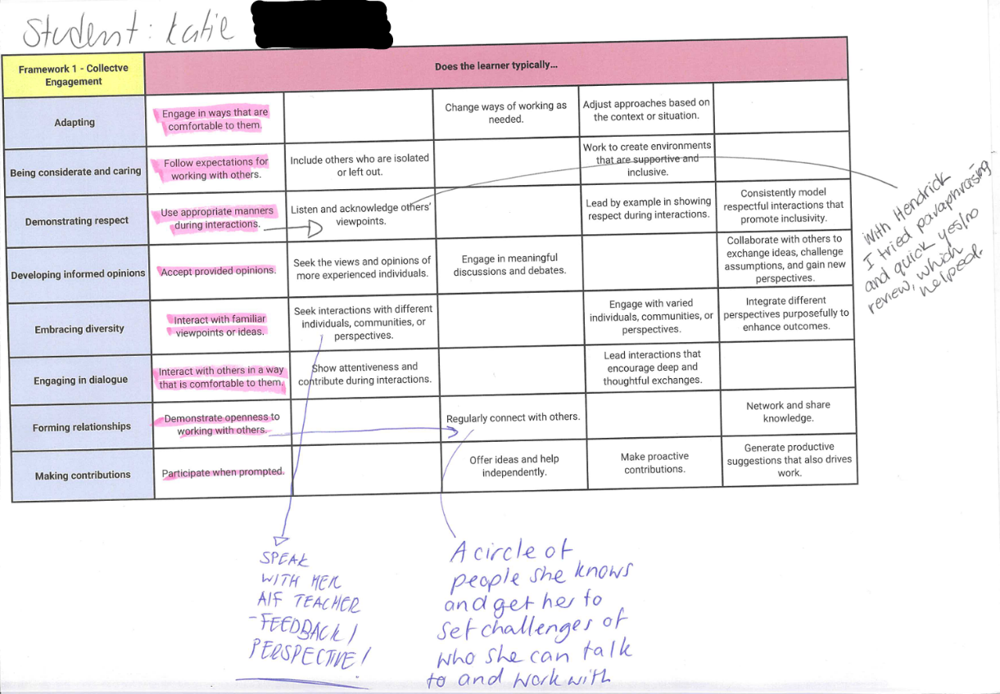 Student: Katie
Framework 1 - Collectve
Engagement
Does the learner typically...
Adapting
Engage in ways that are
comfortable to them.
Change ways of working as
needed.
Adjust approaches based on
the context or situation.
Being considerate and caring
Follow expectations for
working with others.
Include others who are isolated
or left out.
Work to create environments
that are supportive and
inclusive.
Demonstrating respect
Use appropriate manners
during interactions.
Listen and acknowledge others'
viewpoints.
Lead by example in showing
respect during interactions.
Consistently model
respectful interactions that
promote inclusivity.
Developing informed opinions
Accept provided opinions.
Seek the views and opinions of
more experienced individuals.
Engage in meaningful
discussions and debates.
Collaborate with others to
exchange ideas, challenge
assumptions, and gain new
perspectives.
Embracing diversity
Interact with familiar
viewpoints or ideas.
Seek interactions with different
individuals, communities, or
perspectives.
Engage with varied
individuals, communities, or
perspectives.
Integrate different
perspectives purposefully to
enhance outcomes.
Engaging in dialogue
Interact with others in a way
that is comfortable to them.
Show attentiveness and
contribute during interactions.
Lead interactions that
encourage deep and
thoughtful exchanges.
Forming relationships
Demonstrate openness to
working with others.
Regularly connect with others.
Network and share
knowledge.
Making contributions
Participate when prompted.
Offer ideas and help
independently.
Make proactive
contributions.
Generate productive
suggestions that also drives
work.
With Hendrick
I tried paraphrasing
and quick yes/no
review, which
helped.
SPEAK
WITH HER
AIF TEACHER
-FEEDBACK/
PERSPECTIVE!
A circle of
people she knows
and get her to
set challenges of
who she can talk
to and work with